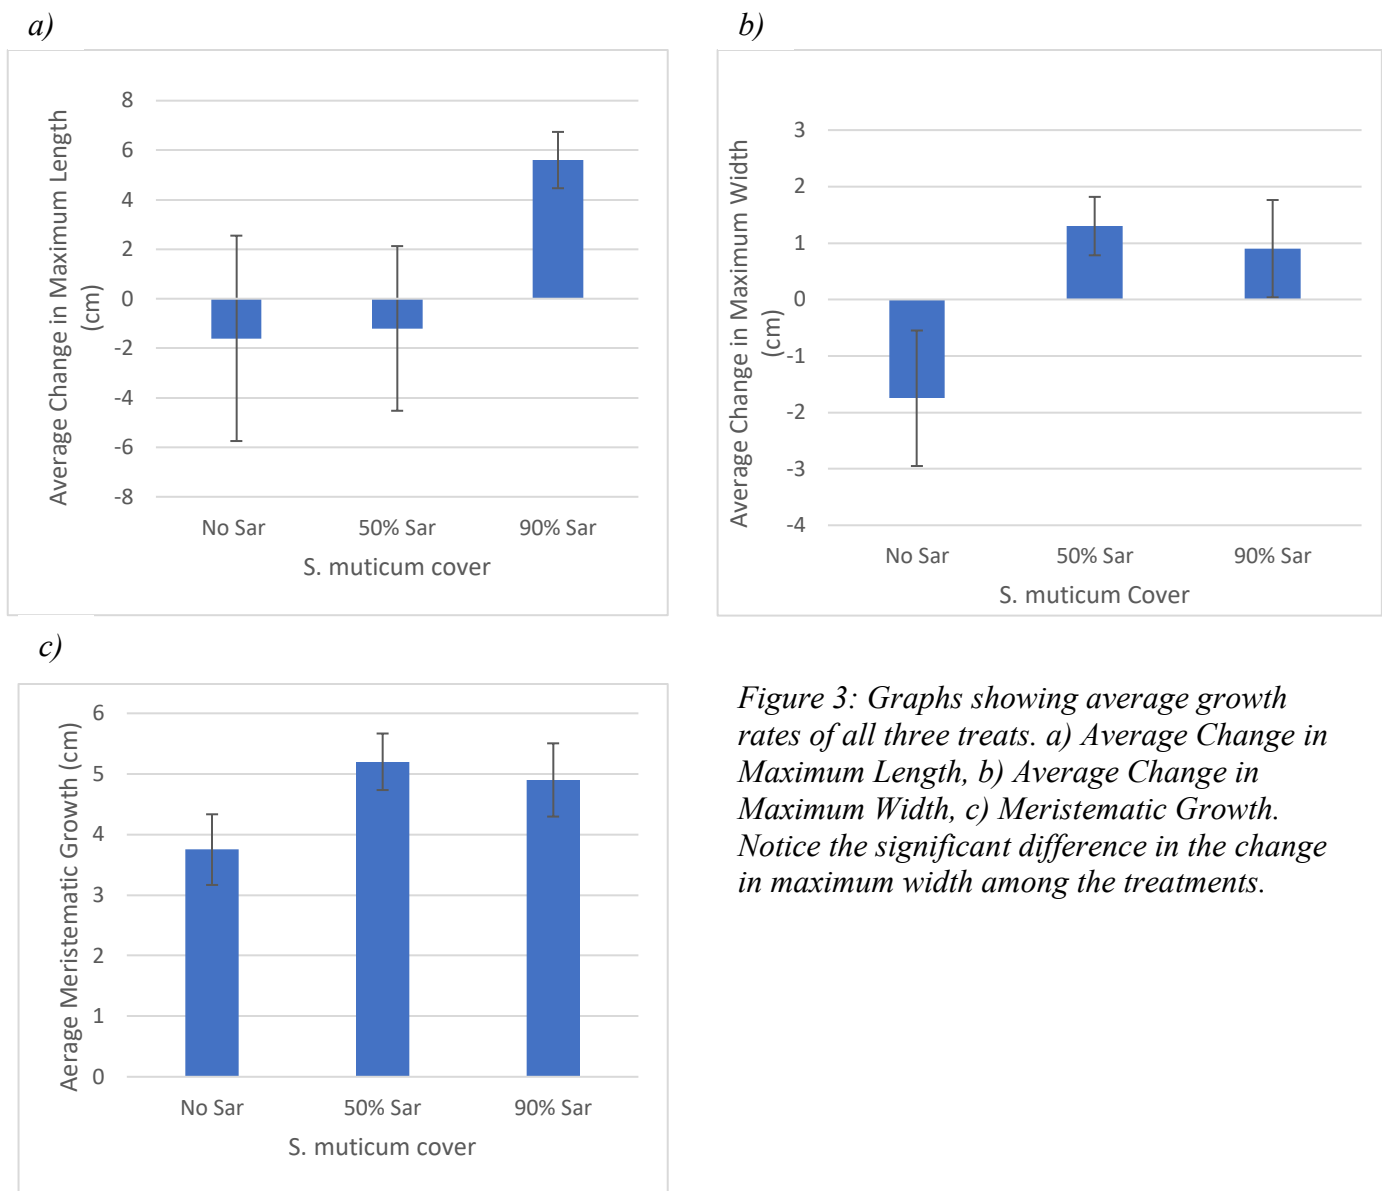 a)
Average Change in Maximum Length
(cm)
8
6
4
2
0
-2
-4
-6
-8
No Sar 50% Sar 90% Sar
S. muticum cover
b)
Average Change in Maximum Width
(cm)
3
2
1
0
-1
-2
-3
-4
No Sar 50% Sar 90% Sar
S. muticum Cover
c)
Aerage Meristematic Growth (cm)
6
5
4
3
2
1
0
No Sar 50% Sar 90% Sar
S. muticum cover
Figure 3: Graphs showing average growth
rates of all three treats. a) Average Change in
Maximum Length, b) Average Change in
Maximum Width, c) Meristematic Growth.
Notice the significant difference in the change
in maximum width among the treatments.